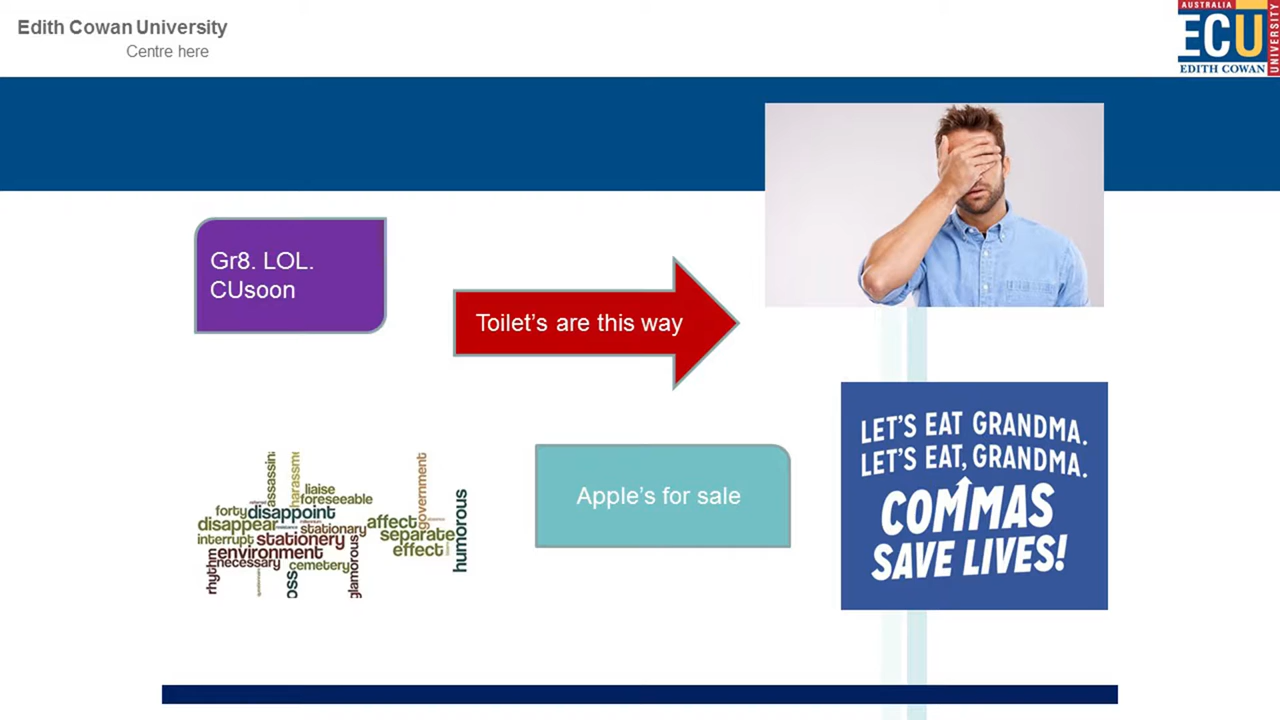 Edith Cowan University
Centre here
AUSTRALIA
ECU
EDITH COWAN
UNIVERSITY
Gr8. LOL.
CUsoon
Toilet’s are this way
Apple’s for sale
LET'S EAT GRANDMA.
LET'S EAT, GRANDMA.
COMMAS
SAVE LIVES!
assassin
liaise
foreseeable
forty
disappoint
disappear
stationary
affect
government
interrupt
stationery
separate
environment
effect
humorous
necessary
cemetery
rhythm
glamorous